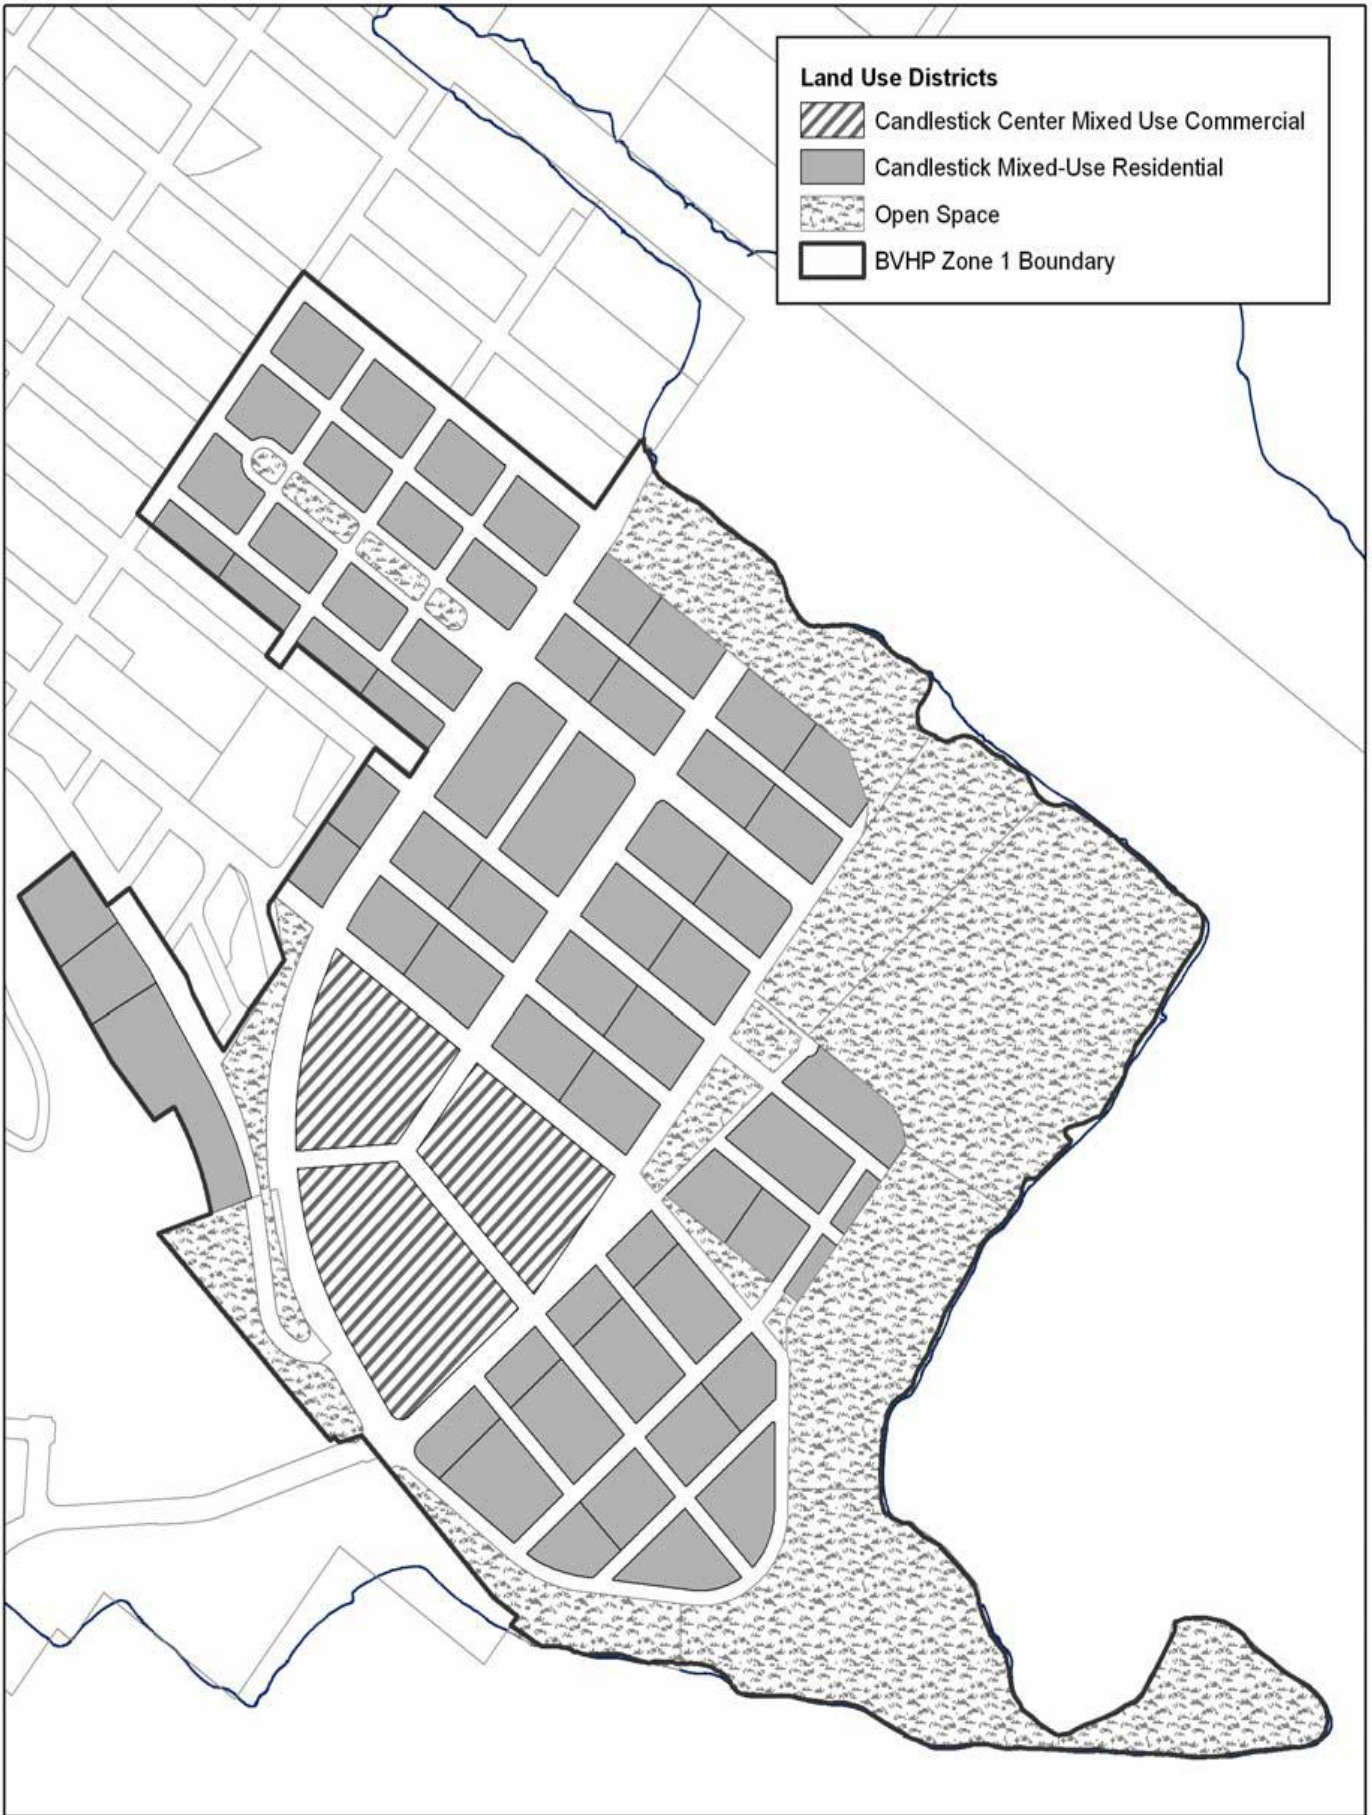 Land Use Districts
Candlestick Center Mixed Use Commercial
Candlestick Mixed-Use Residential
Open Space
BVHP Zone 1 Boundary